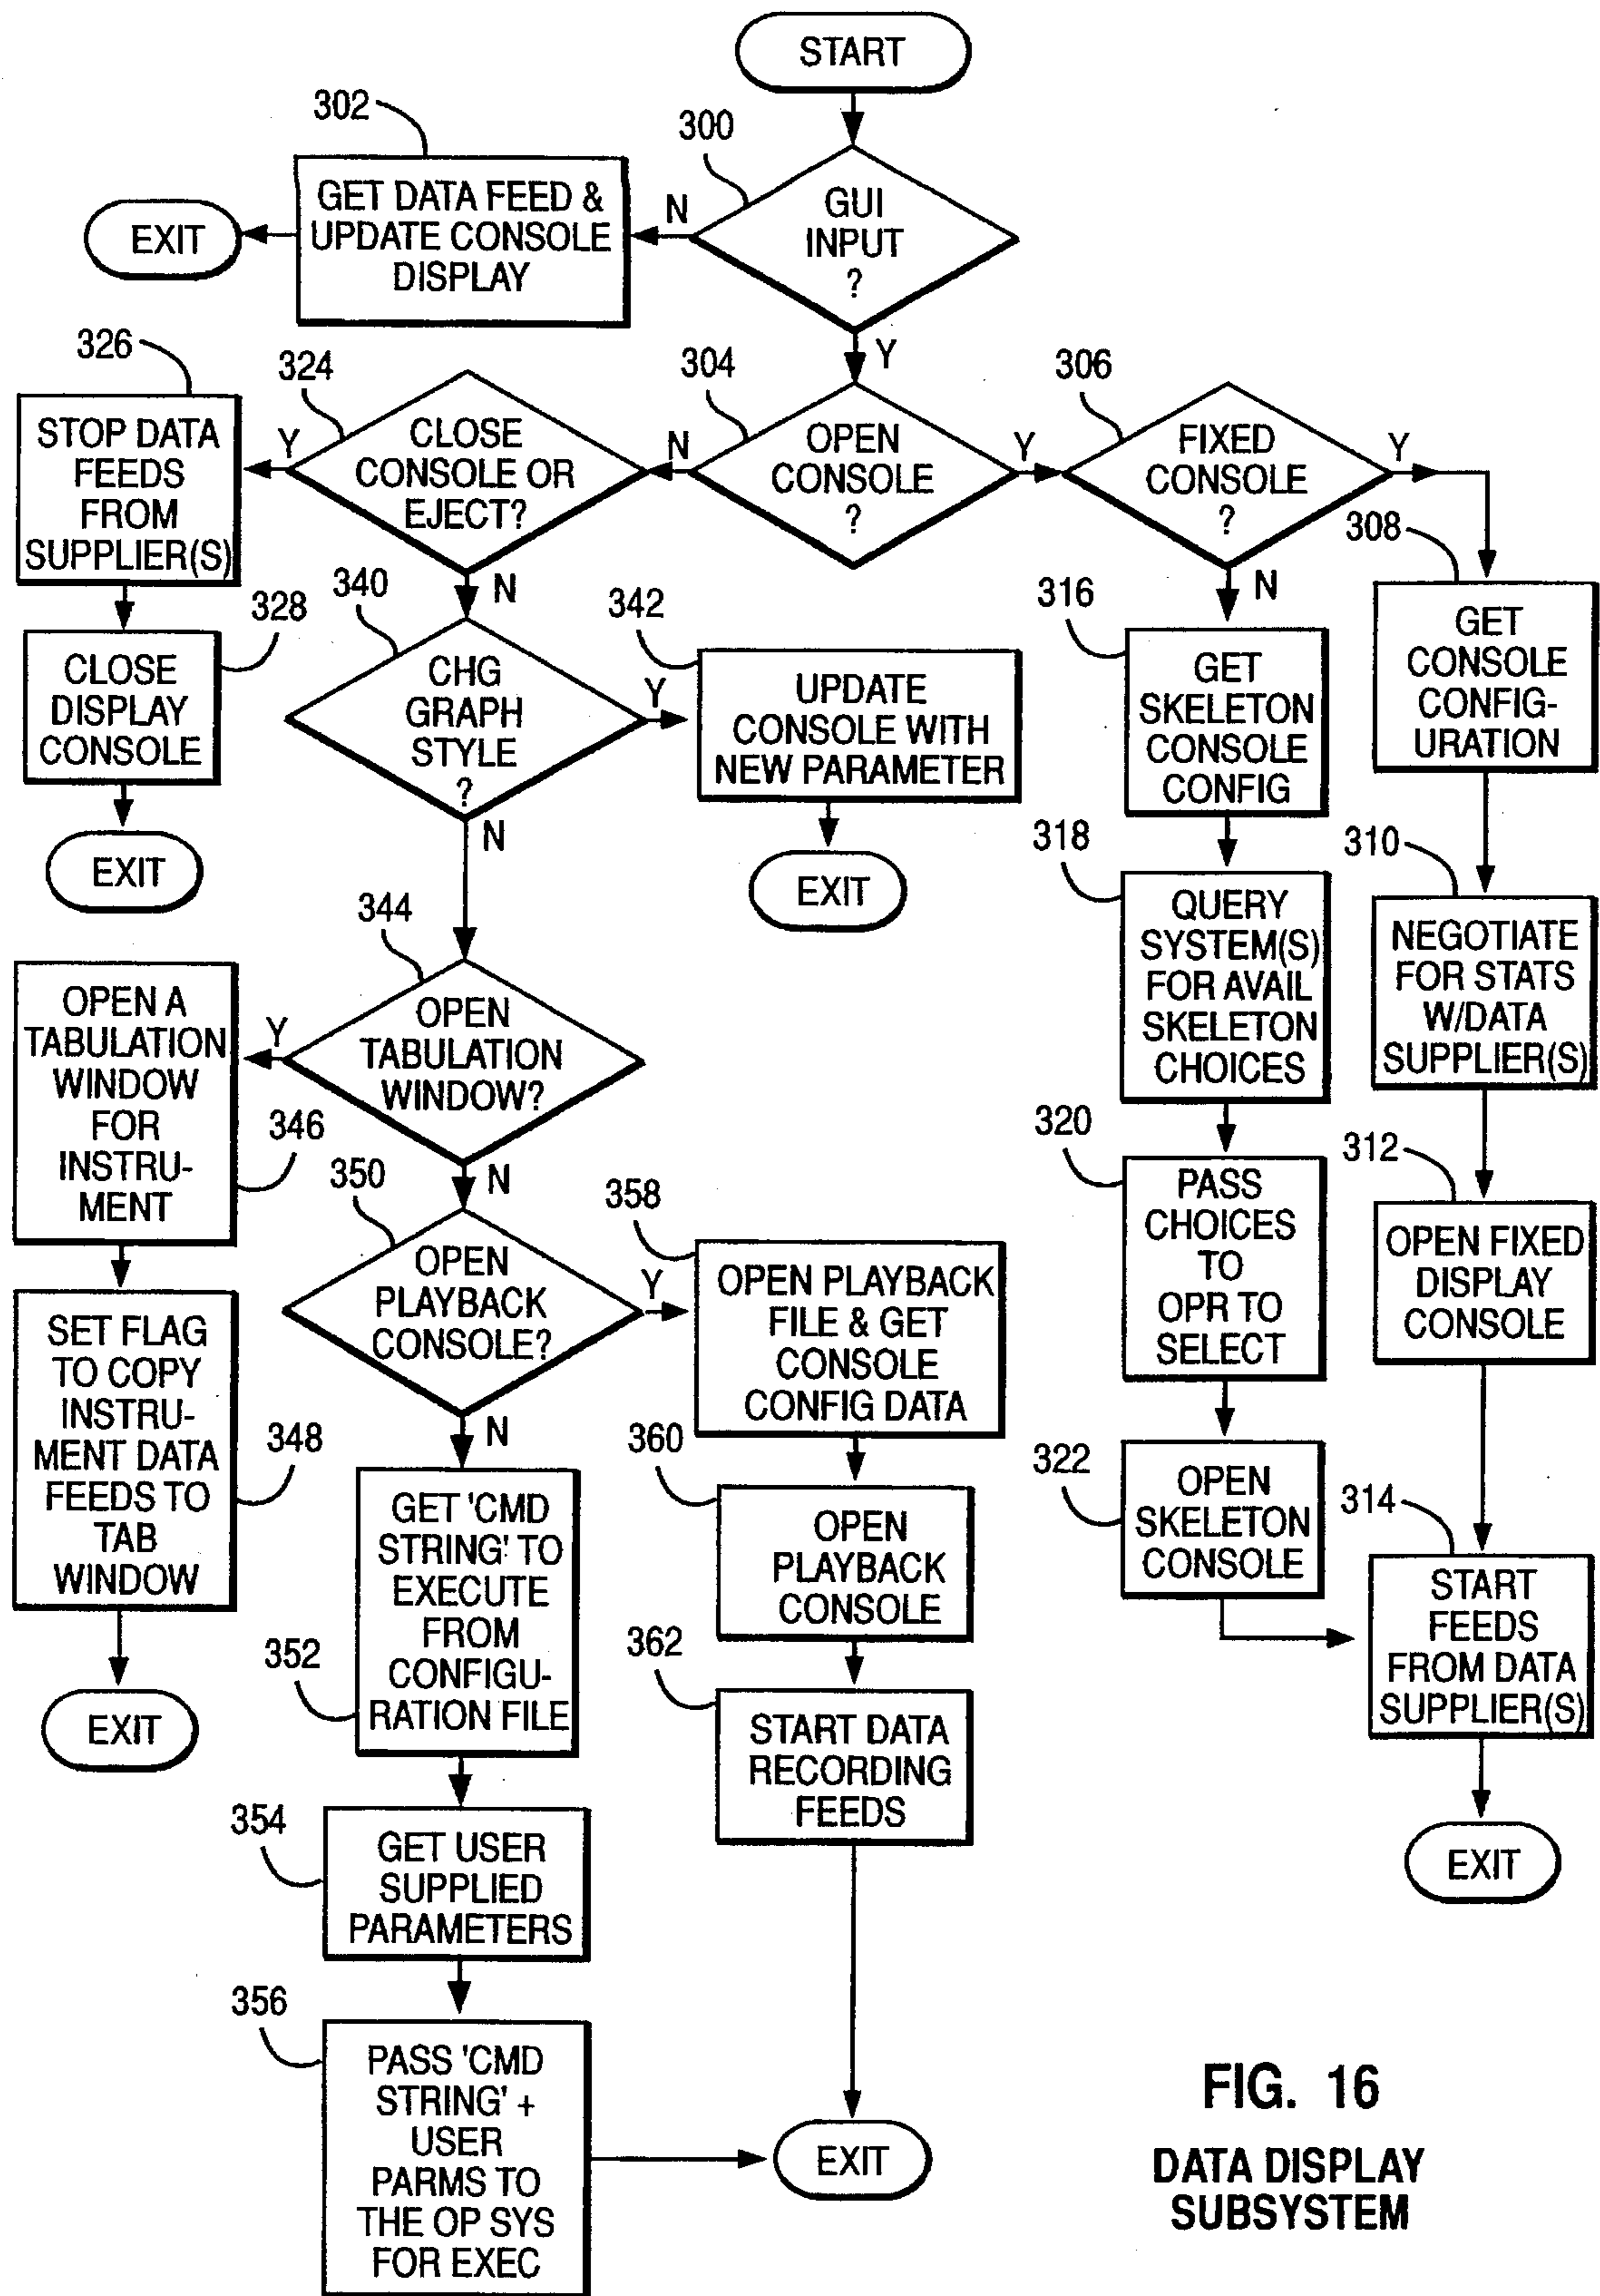 START
302
300
GET DATA FEED &
UPDATE CONSOLE
DISPLAY
N
GUI
INPUT
?
EXIT
Y
326
324
304
306
STOP DATA
FEEDS
FROM
SUPPLIER(S)
Y
CLOSE
CONSOLE OR
EJECT?
N
OPEN
CONSOLE
?
Y
FIXED
CONSOLE
?
Y
308
N
340
N
342
316
328
CLOSE
DISPLAY
CONSOLE
CHG
GRAPH
STYLE
?
Y
UPDATE
CONSOLE WITH
NEW PARAMETER
GET
SKELETON
CONSOLE
CONFIG
GET
CONSOLE
CONFIG-
URATION
N
EXIT
EXIT
318
310
344
QUERY
SYSTEM(S)
FOR AVAIL
SKELETON
CHOICES
NEGOTIATE
FOR STATS
W/DATA
SUPPLIER(S)
OPEN A
TABULATION
WINDOW
FOR
INSTRU-
MENT
346
Y
OPEN
TABULATION
WINDOW?
N
320
312
350
358
PASS
CHOICES
TO
OPR TO
SELECT
OPEN FIXED
DISPLAY
CONSOLE
OPEN
PLAYBACK
CONSOLE?
Y
OPEN PLAYBACK
FILE & GET
CONSOLE
CONFIG DATA
SET FLAG
TO COPY
INSTRU-
MENT DATA
FEEDS TO
TAB
WINDOW
348
N
360
322
314
GET 'CMD
STRING' TO
EXECUTE
FROM
CONFIGU-
RATION FILE
352
OPEN
PLAYBACK
CONSOLE
OPEN
SKELETON
CONSOLE
START
FEEDS
FROM DATA
SUPPLIER(S)
362
EXIT
START DATA
RECORDING
FEEDS
354
GET USER
SUPPLIED
PARAMETERS
EXIT
356
PASS 'CMD
STRING' +
USER
PARMS TO
THE OP SYS
FOR EXEC
EXIT
FIG. 16
DATA DISPLAY
SUBSYSTEM